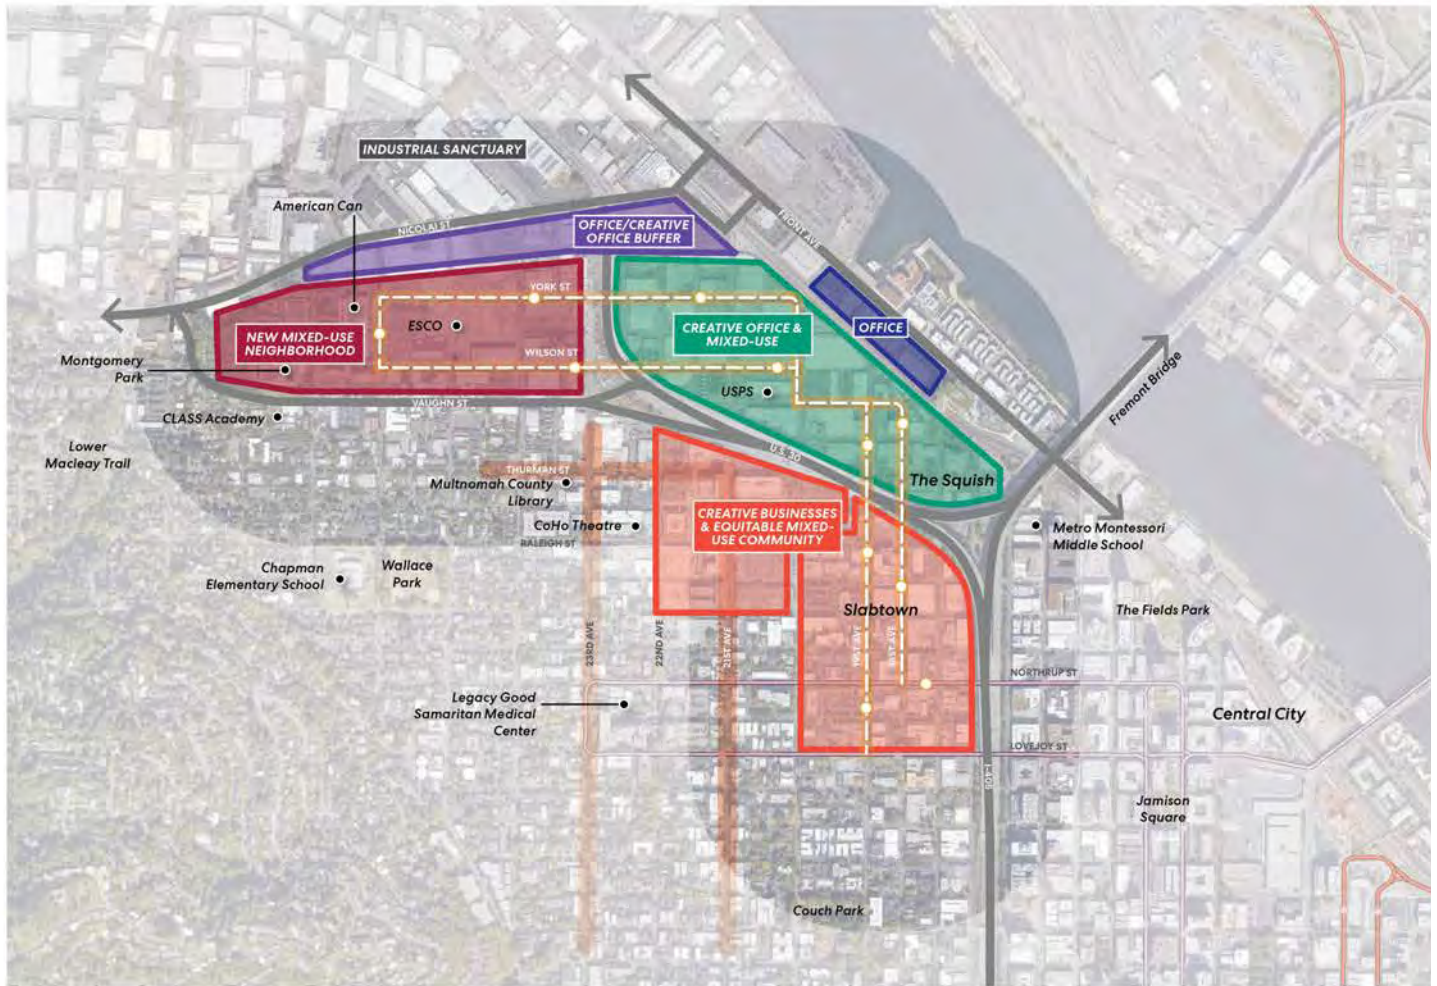 INDUSTRIAL SANCTUARY
American Can
NICOLAI ST
OFFICE/CREATIVE
OFFICE BUFFER
FRONT AVE
YORK ST
ESCO
NEW MIXED-USE
NEIGHBORHOOD
CREATIVE OFFICE &
MIXED-USE
OFFICE
WILSON ST
Montgomery
Park
USPS
Fremont Bridge
VAUGHN ST
CLASS Academy
Lower
Macleay Trail
U.S. 30
THURMAN ST
Multnomah County
Library
The Squish
CREATIVE BUSINESSES
& EQUITABLE MIXED-
USE COMMUNITY
CoHo Theatre
RALEIGH ST
Metro Montessori
Middle School
Chapman
Elementary School
Wallace
Park
Slabtown
The Fields Park
23RD AVE
22ND AVE
21ST AVE
NORTHRUP ST
Legacy Good
Samaritan Medical
Center
Central City
LOVEJOY ST
I-405
Jamison
Square
Couch Park